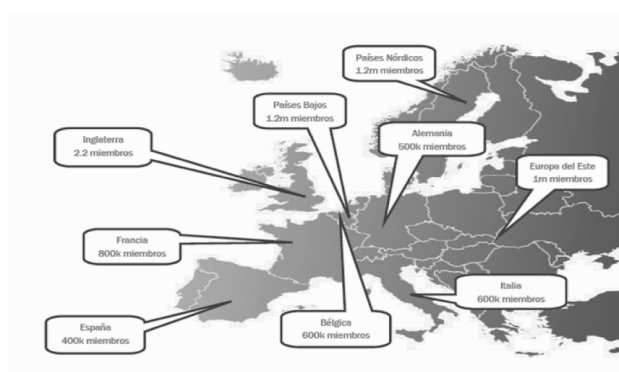 Países Nórdicos
1.2m miembros
Países Bajos
1.2m miembros
Alemania
500k miembros
Inglaterra
2.2 miembros
Europa del Este
1m miembros
Francia
800k miembros
Italia
600k miembros
España
400k miembros
Bélgica
600k miembros